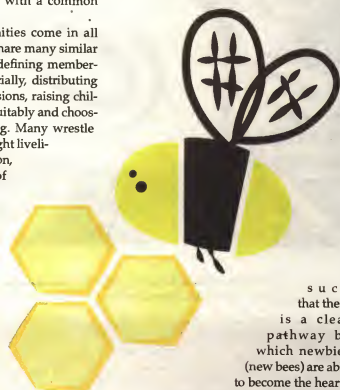 with a common
ities come in all
hare many similar
defining member-
cially, distributing
sions, raising chil-
uitably and choos-
g. Many wrestle
ght liveli-
on,
of
suc
that the
is a clea
pathway b
which newbie
(new bees) are ab
to become the hear